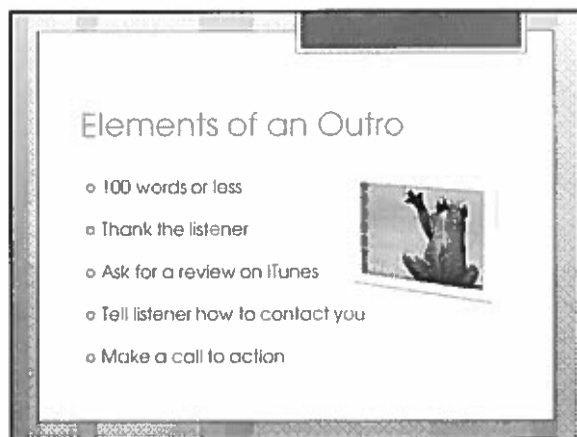 Elements of an Outro
100 words or less
Thank the listener
Ask for a review on iTunes
Tell listener how to contact you
Make a call to action